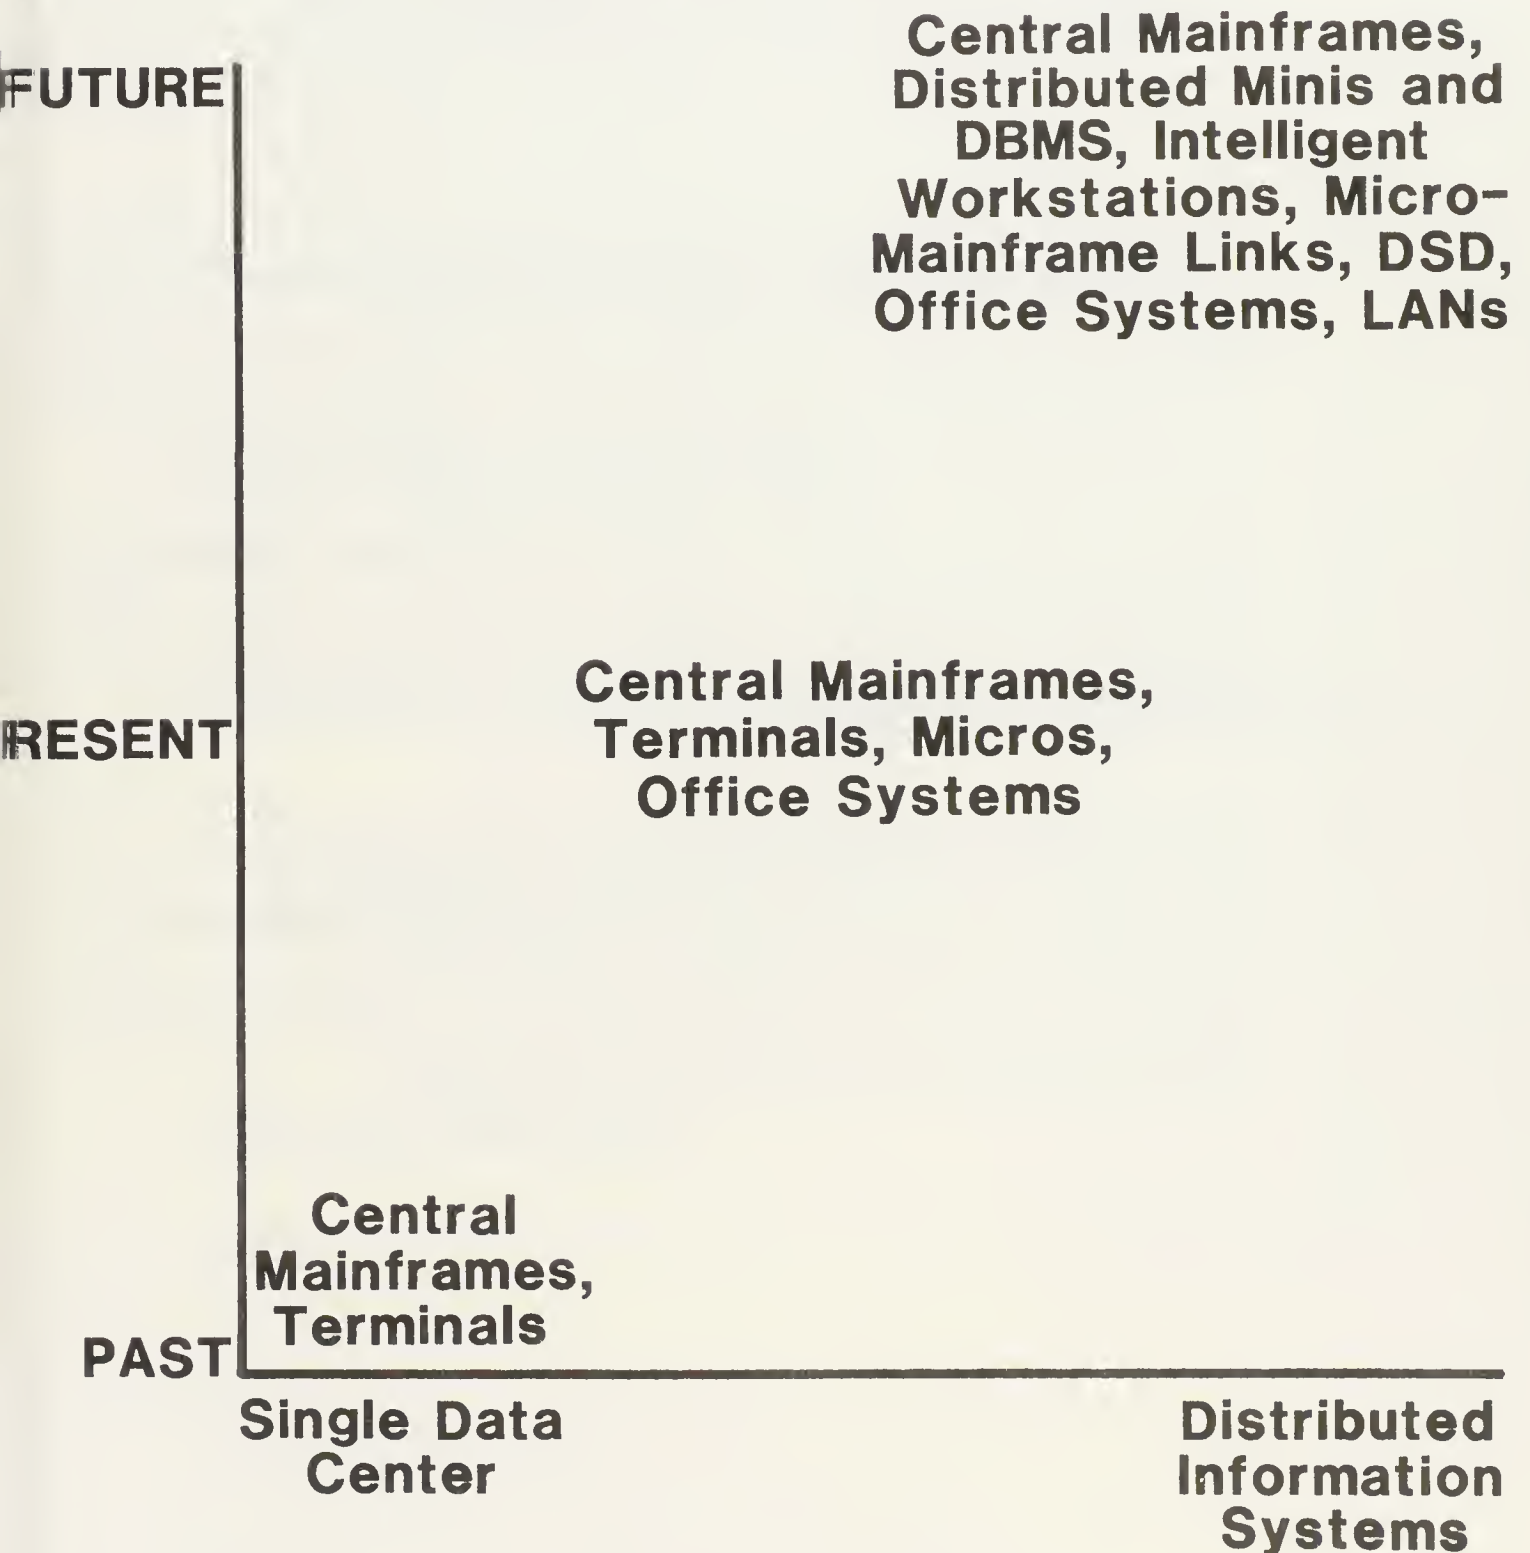 FUTURE
Central Mainframes,
Distributed Minis and
DBMS, Intelligent
Workstations, Micro-
Mainframe Links, DSD,
Office Systems, LANs
RESENT
Central Mainframes,
Terminals, Micros,
Office Systems
Central
Mainframes,
Terminals
PAST
Single Data
Center
Distributed
Information
Systems